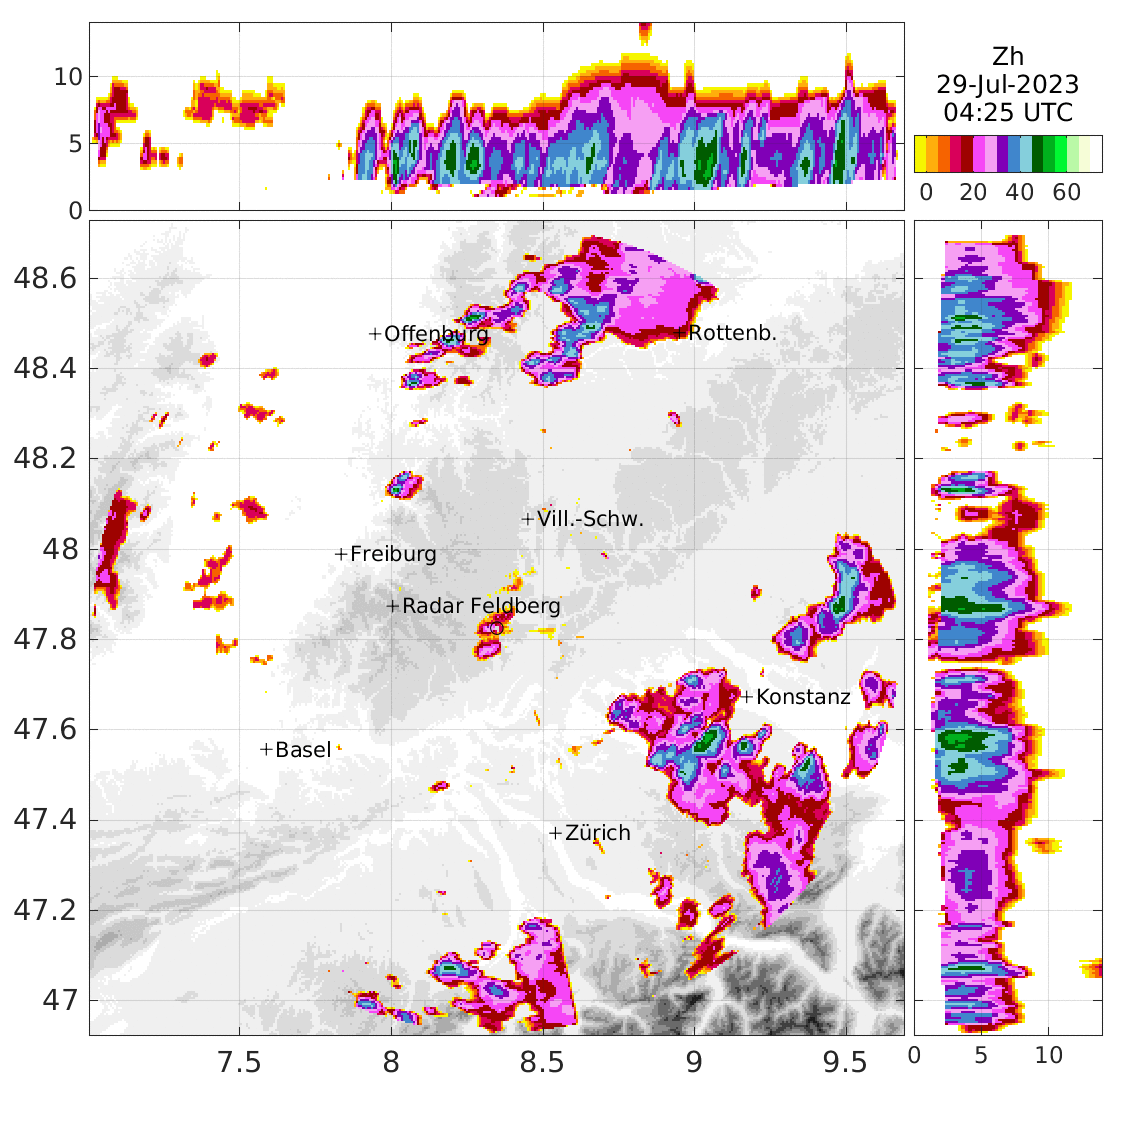 10
5
0
Zh
29-Jul-2023
04:25 UTC
0 20 40 60
48.6
48.4
48.2
48
47.8
47.6
47.4
47.2
47
+Offenburg
+Rottenb.
+Vill.-Schw.
+Freiburg
+Radar Feldberg
+Konstanz
+Basel
+Zürich
7.5 8 8.5 9 9.5
0 5 10